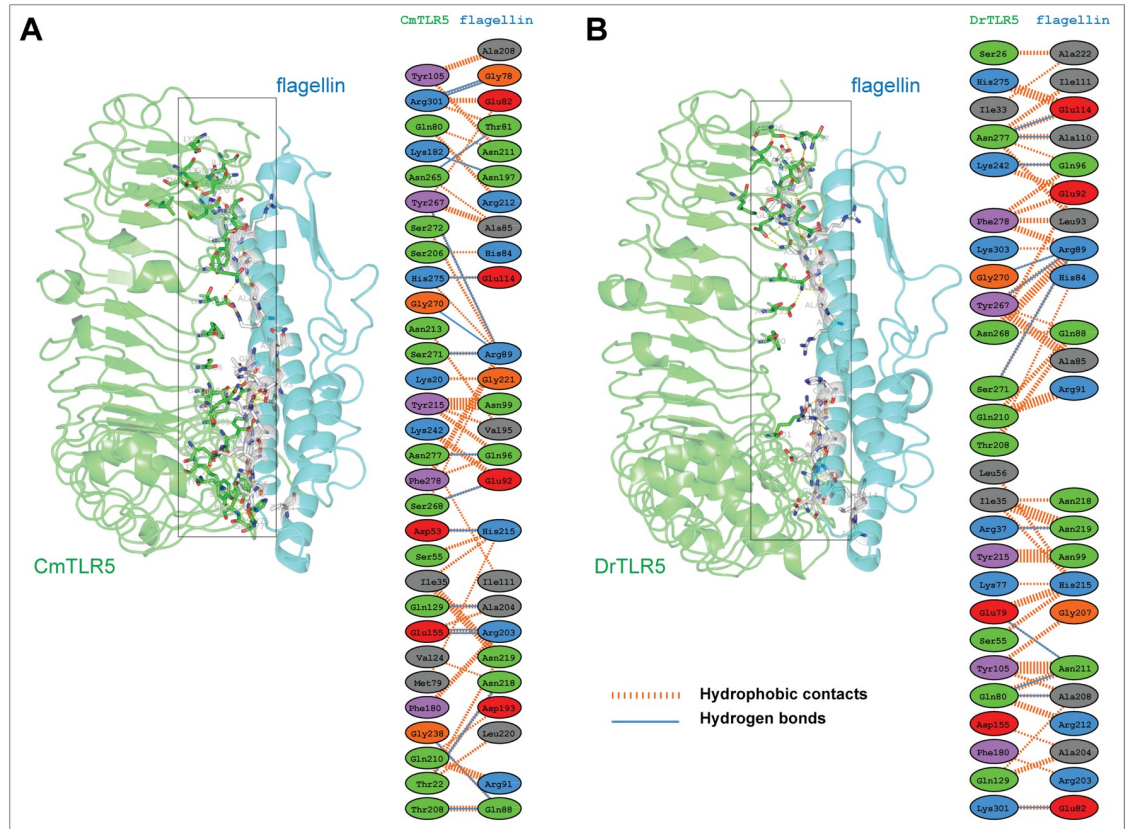 A
CmTLR5 flagellin
flagellin
CmTLR5
Ala208
Tyr105 Gly78
Arg301 Glu82
Gln80 Thr81
Lys182 Asn211
Asn265 Asn197
Tyr267 Arg212
Ser272 Ala85
Ser206 His84
His275 Glu114
Gly270
Asn213
Ser271 Arg89
Lys20 Gly221
Tyr215 Asn99
Lys242 Val195
Asn277 Gln96
Phe278 Glu92
Ser268
Asp53 His215
Ser55
Ile35 Ile111
Gln129 Ala204
Glu155 Arg203
Val24 Asn219
Met79 Asn218
Phe180 Asp193
Gly238 Leu220
Gln210
Thr22 Arg91
Thr208 Gln88
B
DrTLR5 flagellin
flagellin
DrTLR5
Ser26 Ala222
His275 Ile111
Ile33 Glu114
Asn277 Ala110
Lys242 Gln96
Glu92
Phe278 Leu93
Lys303 Arg89
Gly270 His84
Tyr267
Asn268 Gln88
Ala85
Ser271 Arg91
Gln210
Thr208
Leu56
Ile35 Asn218
Arg37 Asn219
Tyr215 Asn99
Lys77 His215
Glu79 Gly207
Ser55
Tyr105 Asn211
Gln80 Ala208
Asp155 Arg212
Phe180 Ala204
Gln129 Arg203
Lys301 Glu82
Hydrophobic contacts
Hydrogen bonds